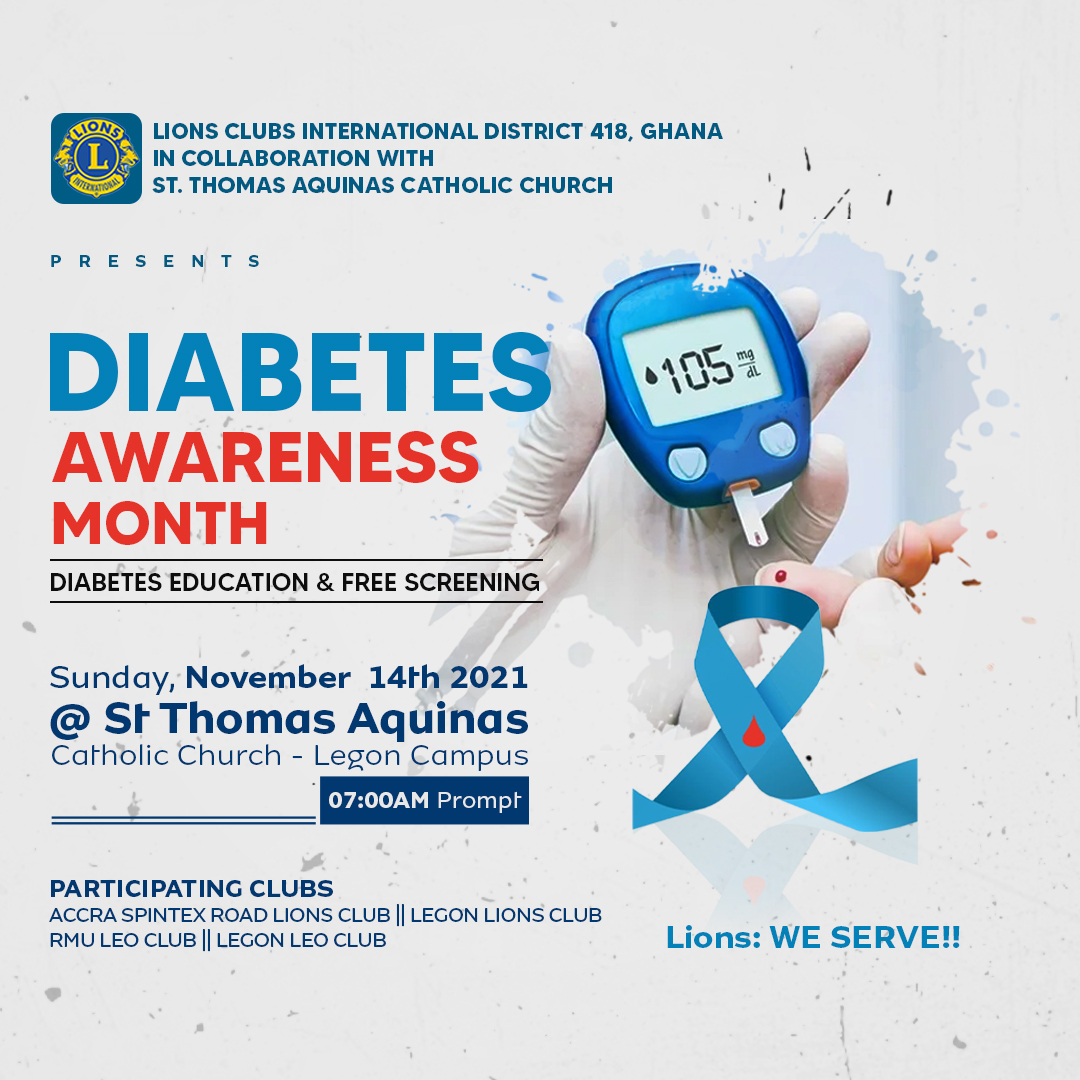 LIONS
L
INTERNATIONAL
LIONS CLUBS INTERNATIONAL DISTRICT 418, GHANA
IN COLLABORATION WITH
ST. THOMAS AQUINAS CATHOLIC CHURCH
PRESENTS
DIABETES
AWARENESS
MONTH
DIABETES EDUCATION & FREE SCREENING
105 mg/dL
Sunday, November 14th 2021
@ St Thomas Aquinas
Catholic Church - Legon Campus
07:00AM Prompt
PARTICIPATING CLUBS
ACCRA SPINTEX ROAD LIONS CLUB || LEGON LIONS CLUB
RMU LEO CLUB || LEGON LEO CLUB
Lions: WE SERVE!!